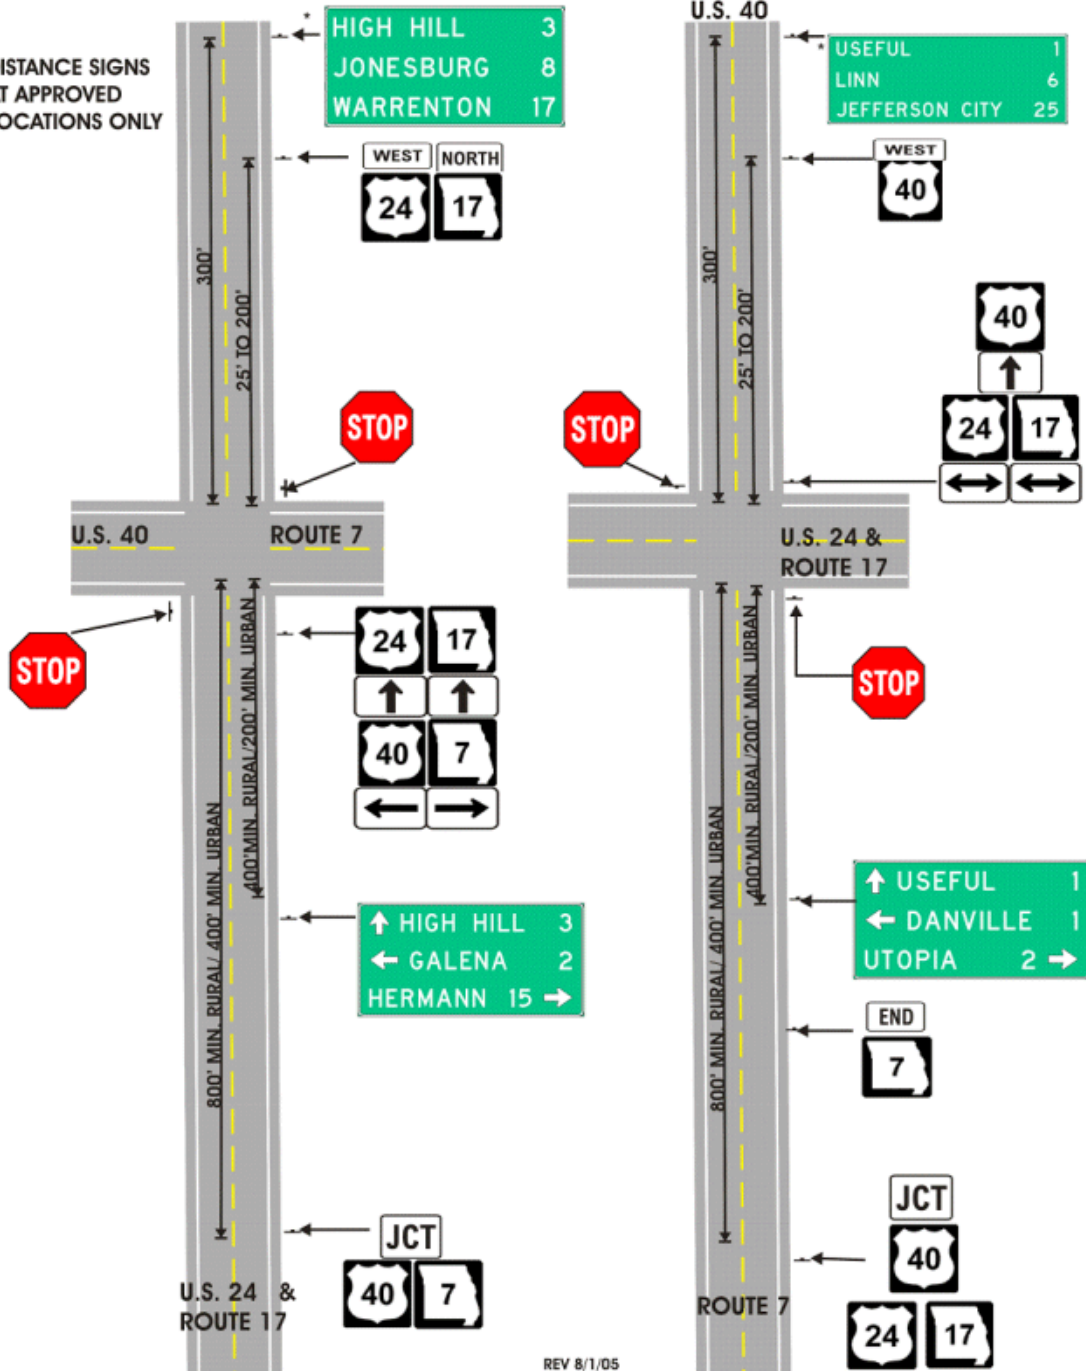 U.S. 40
*
HIGH HILL 3
JONESBURG 8
WARRENTON 17
*
USEFUL 1
LINN 6
JEFFERSON CITY 25
ISTANCE SIGNS
T APPROVED
OCATIONS ONLY
WEST NORTH
24 17
WEST
40
300'
25' TO 200'
300'
25' TO 200'
40
24 17
STOP
STOP
U.S. 40 ROUTE 7
U.S. 24 &
ROUTE 17
STOP
24 17
40 7
STOP
400'MIN. RURAL/200' MIN. URBAN
800' MIN. RURAL/ 400' MIN. URBAN
400'MIN. RURAL/200' MIN. URBAN
800' MIN. RURAL/ 400' MIN. URBAN
↑ HIGH HILL 3
← GALENA 2
HERMANN 15 →
↑ USEFUL 1
← DANVILLE 1
UTOPIA 2 →
END
7
JCT
40 7
JCT
40
24 17
U.S. 24 &
ROUTE 17
ROUTE 7
REV 8/1/05